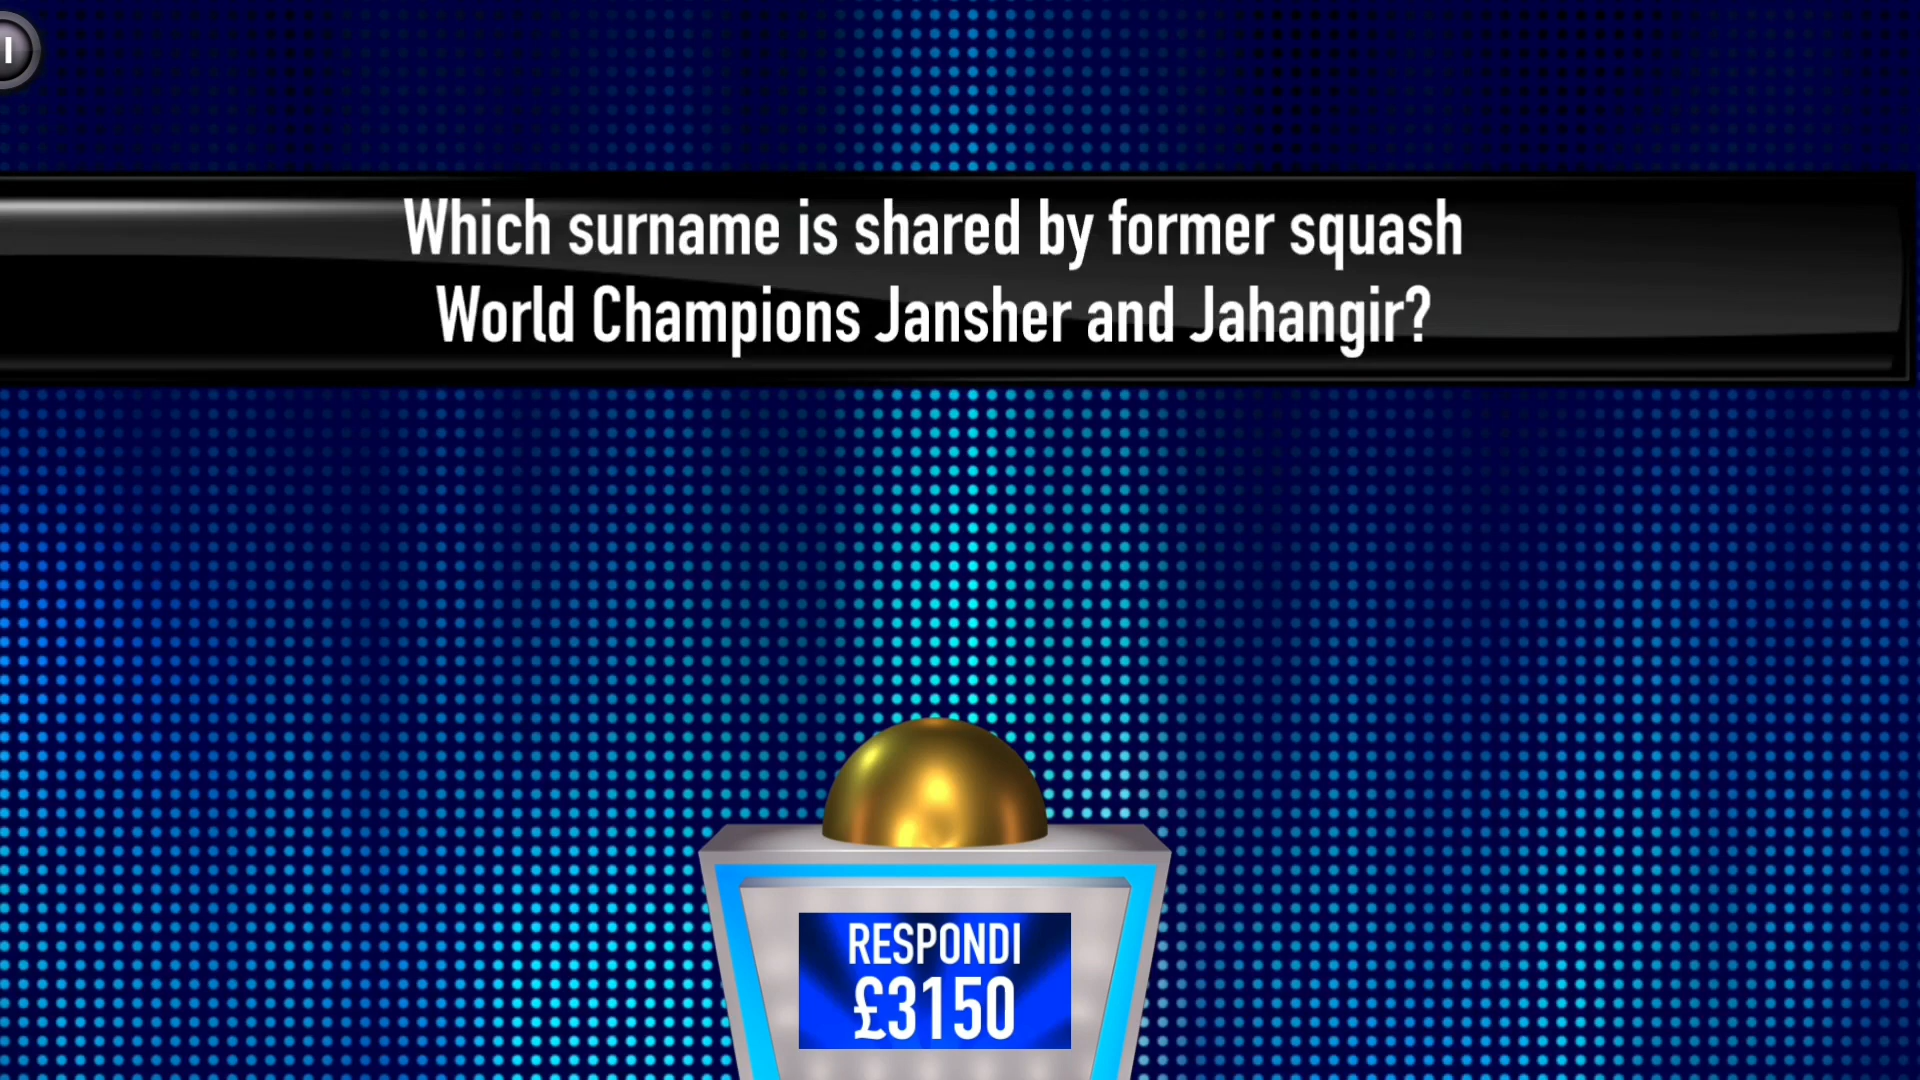 Which surname is shared by former squash
World Champions Jansher and Jahangir?
RESPONDI
£3150